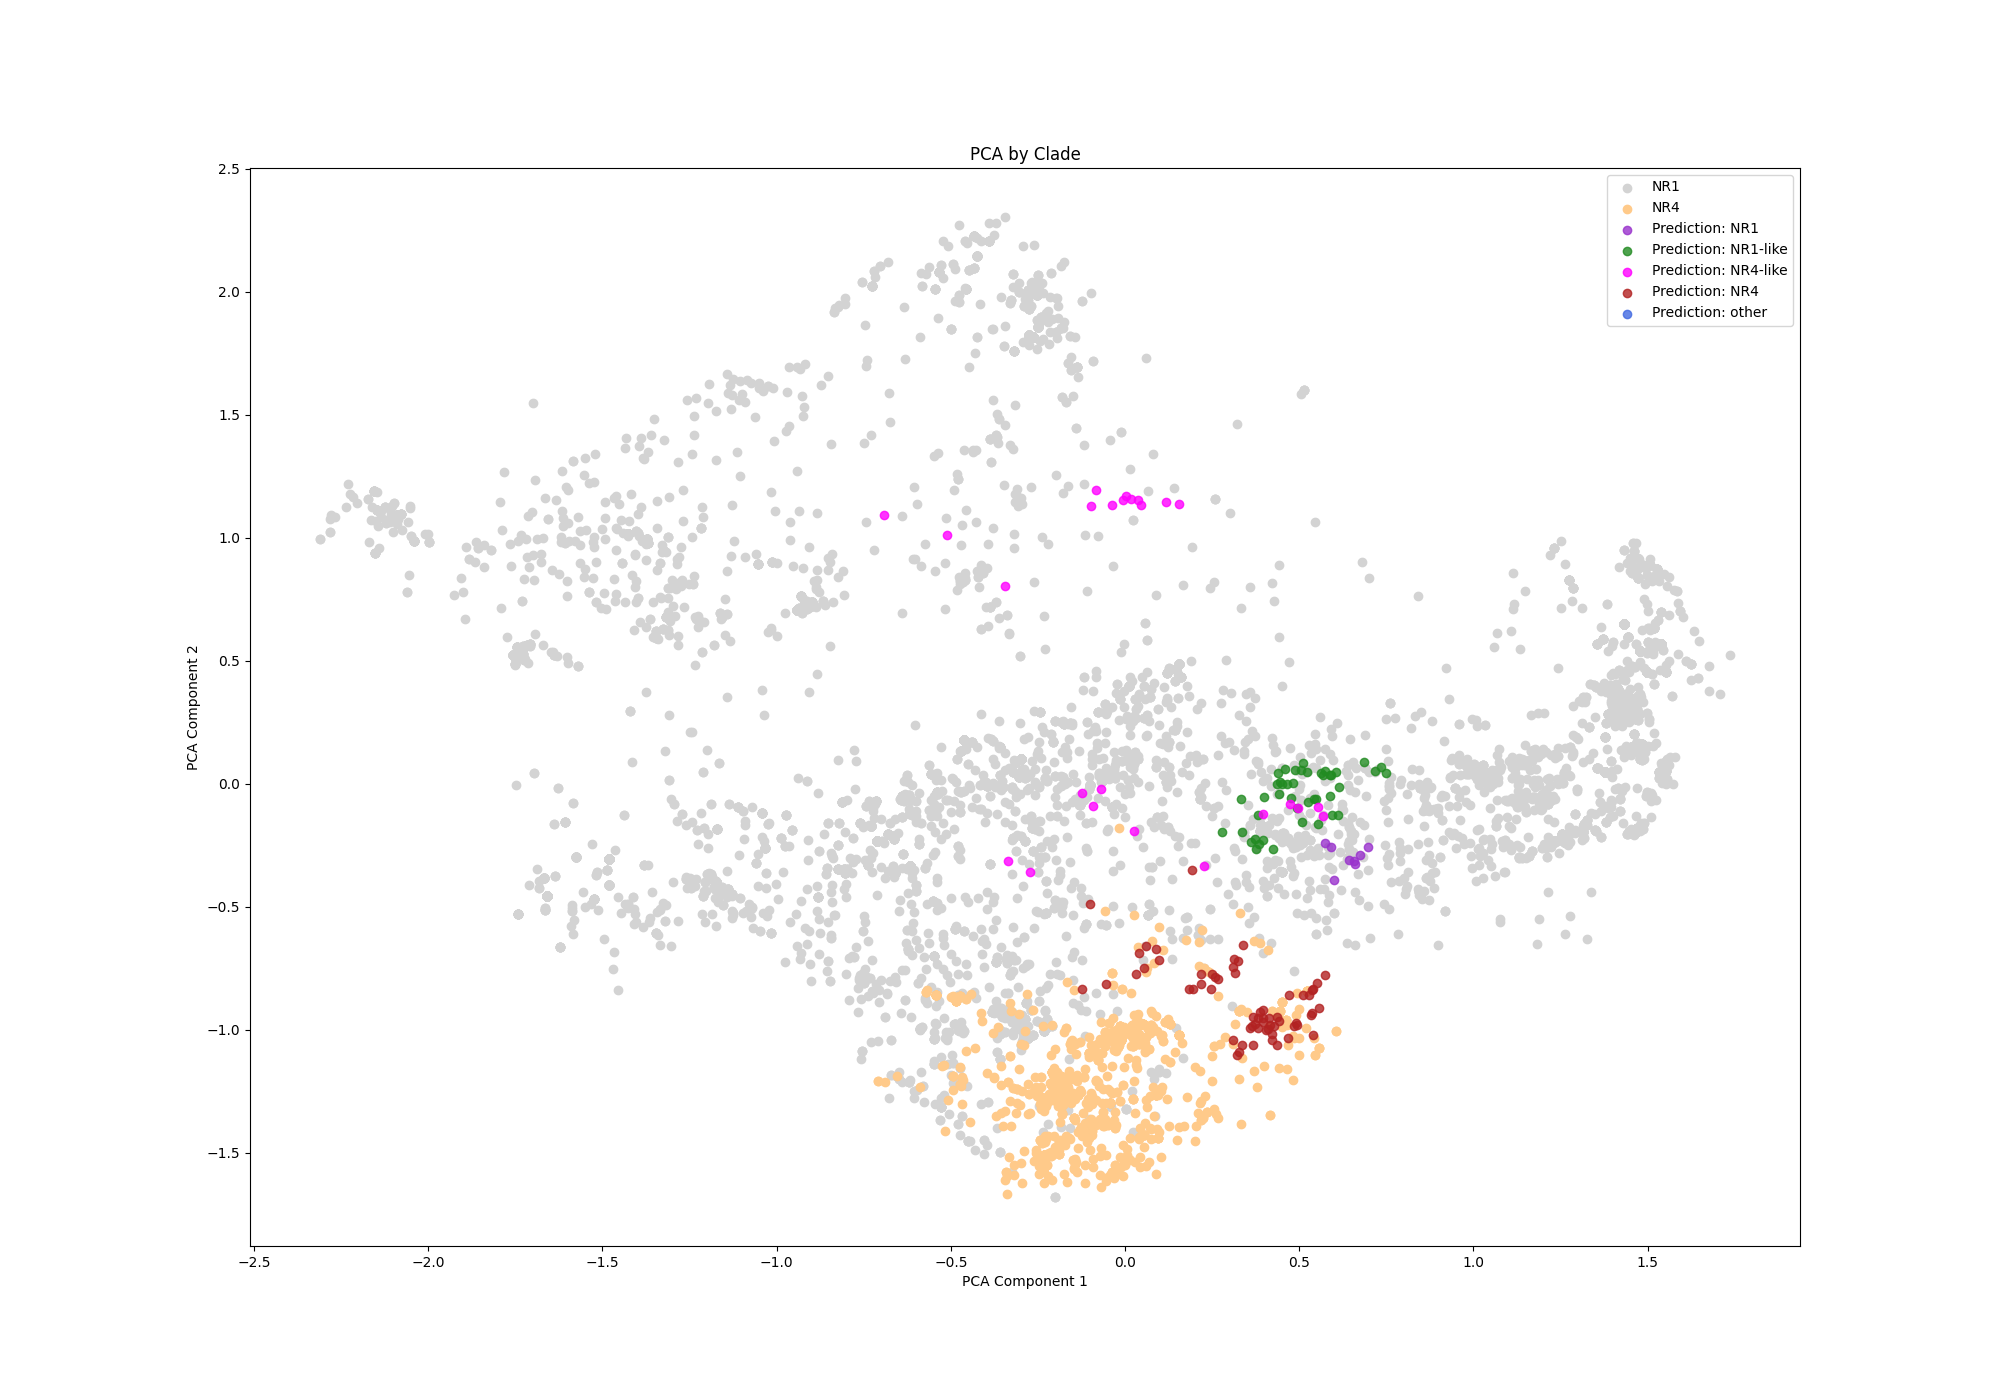 PCA by Clade
NR1
NR4
Prediction: NR1
Prediction: NR1-like
Prediction: NR4-like
Prediction: NR4
Prediction: other
PCA Component 2
2.5
2.0
1.5
1.0
0.5
0.0
−0.5
−1.0
−1.5
−2.5 −2.0 −1.5 −1.0 −0.5 0.0 0.5 1.0 1.5
PCA Component 1